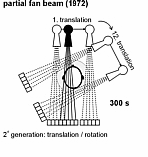 partial fan beam (1972)
1. translation
12. translation
300 s
2˚ generation: translation / rotation